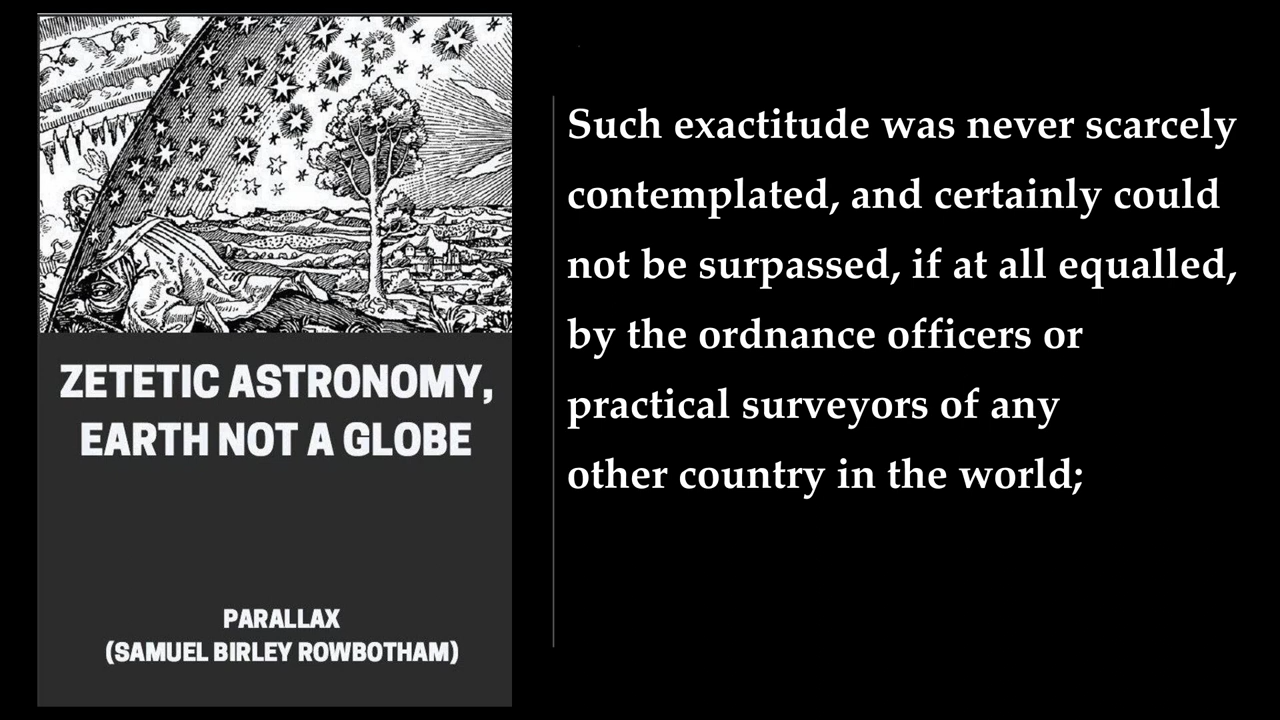 ZETETIC ASTRONOMY,
EARTH NOT A GLOBE
PARALLAX
(SAMUEL BIRLEY ROWBOTHAM)
Such exactitude was never scarcely
contemplated, and certainly could
not be surpassed, if at all equalled,
by the ordnance officers or
practical surveyors of any
other country in the world;